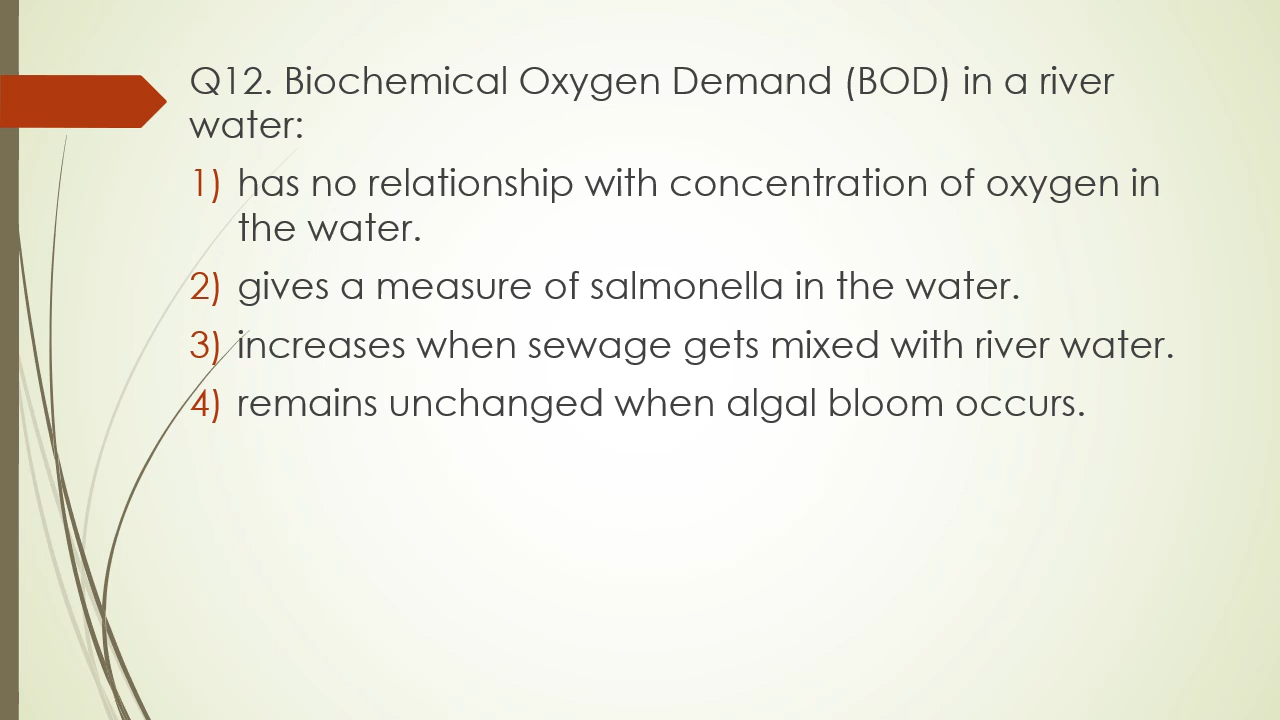 Q12. Biochemical Oxygen Demand (BOD) in a river
water:
1) has no relationship with concentration of oxygen in
the water.
2) gives a measure of salmonella in the water.
3) increases when sewage gets mixed with river water.
4) remains unchanged when algal bloom occurs.